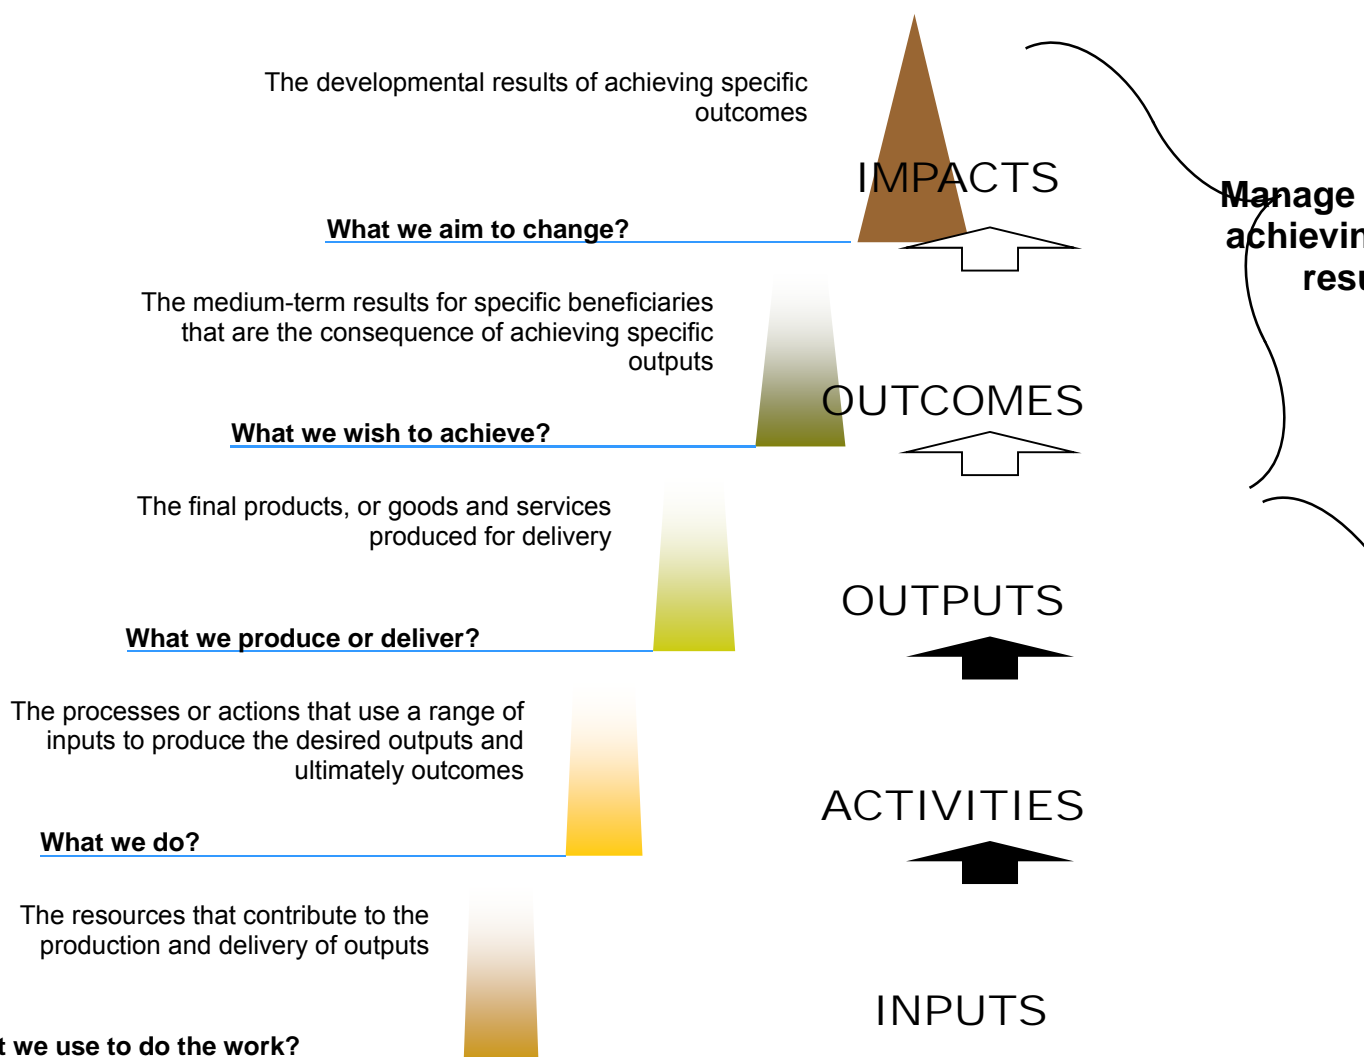 The developmental results of achieving specific
outcomes
IMPACTS
What we aim to change?
Manage
achievin
resu
The medium-term results for specific beneficiaries
that are the consequence of achieving specific
outputs
OUTCOMES
What we wish to achieve?
The final products, or goods and services
produced for delivery
OUTPUTS
What we produce or deliver?
The processes or actions that use a range of
inputs to produce the desired outputs and
ultimately outcomes
ACTIVITIES
What we do?
The resources that contribute to the
production and delivery of outputs
INPUTS
t we use to do the work?